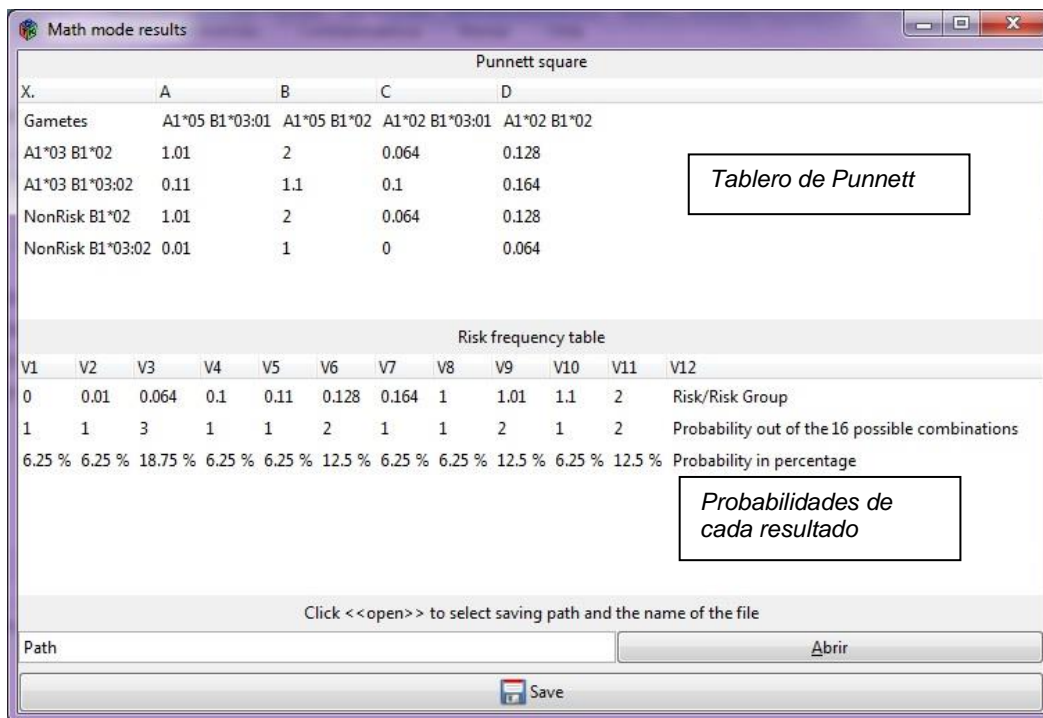 Math mode results
Punnett square
X. A B C D
Gametes A1*05 B1*03:01 A1*05 B1*02 A1*02 B1*03:01 A1*02 B1*02
A1*03 B1*02 1.01 2 0.064 0.128
A1*03 B1*03:02 0.11 1.1 0.1 0.164
NonRisk B1*02 1.01 2 0.064 0.128
NonRisk B1*03:02 0.01 1 0 0.064
Tablero de Punnett
Risk frequency table
V1 V2 V3 V4 V5 V6 V7 V8 V9 V10 V11 V12
0 0.01 0.064 0.1 0.11 0.128 0.164 1 1.01 1.1 2 Risk/Risk Group
1 1 3 1 1 2 1 1 2 1 2 Probability out of the 16 possible combinations
6.25 % 6.25 % 18.75 % 6.25 % 6.25 % 12.5 % 6.25 % 6.25 % 12.5 % 6.25 % 12.5 % Probability in percentage
Probabilidades de
cada resultado
Click <<open>> to select saving path and the name of the file
Path Abrir
Save